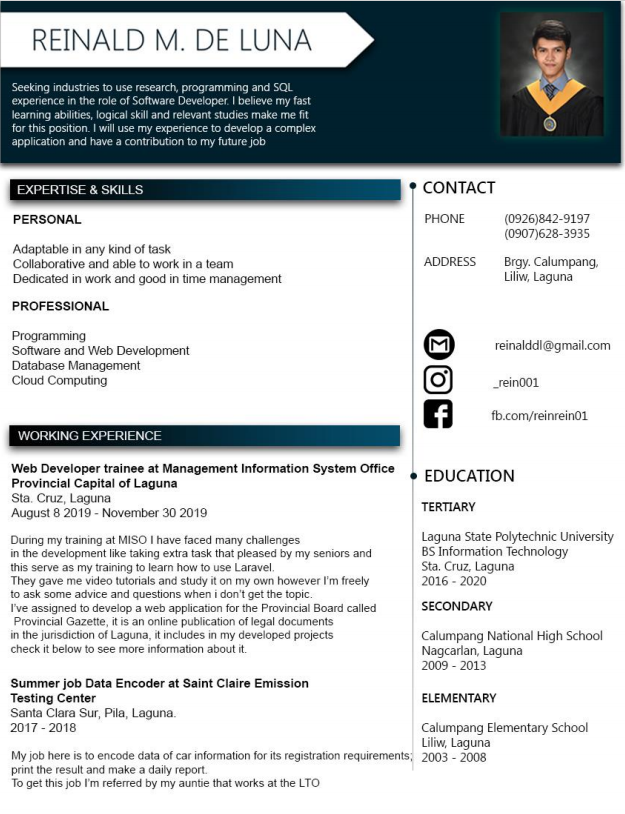 REINALD M. DE LUNA
Seeking industries to use research, programming and SQL
experience in the role of Software Developer. I believe my fast
learning abilities, logical skill and relevant studies make me fit
for this position. I will use my experience to develop a complex
application and have a contribution to my future job
EXPERTISE & SKILLS
PERSONAL
Adaptable in any kind of task
Collaborative and able to work in a team
Dedicated in work and good in time management
PROFESSIONAL
Programming
Software and Web Development
Database Management
Cloud Computing
WORKING EXPERIENCE
Web Developer trainee at Management Information System Office
Provincial Capital of Laguna
Sta. Cruz, Laguna
August 8 2019 - November 30 2019
During my training at MISO I have faced many challenges
in the development like taking extra task that pleased by my seniors and
this serve as my training to learn how to use Laravel.
They gave me video tutorials and study it on my own however I'm freely
to ask some advice and questions when i don't get the topic.
I've assigned to develop a web application for the Provincial Board called
Provincial Gazette, it is an online publication of legal documents
in the jurisdiction of Laguna, it includes in my developed projects
check it below to see more information about it.
Summer job Data Encoder at Saint Claire Emission
Testing Center
Santa Clara Sur, Pila, Laguna.
2017 - 2018
My job here is to encode data of car information for its registration requirements;
print the result and make a daily report.
To get this job I'm referred by my auntie that works at the LTO
CONTACT
PHONE (0926)842-9197
(0907)628-3935
ADDRESS Brgy. Calumpang,
Liliw, Laguna
reinalddl@gmail.com
_rein001
fb.com/reinrein01
EDUCATION
TERTIARY
Laguna State Polytechnic University
BS Information Technology
Sta. Cruz, Laguna
2016 - 2020
SECONDARY
Calumpang National High School
Nagcarlan, Laguna
2009 - 2013
ELEMENTARY
Calumpang Elementary School
Liliw, Laguna
2003 - 2008